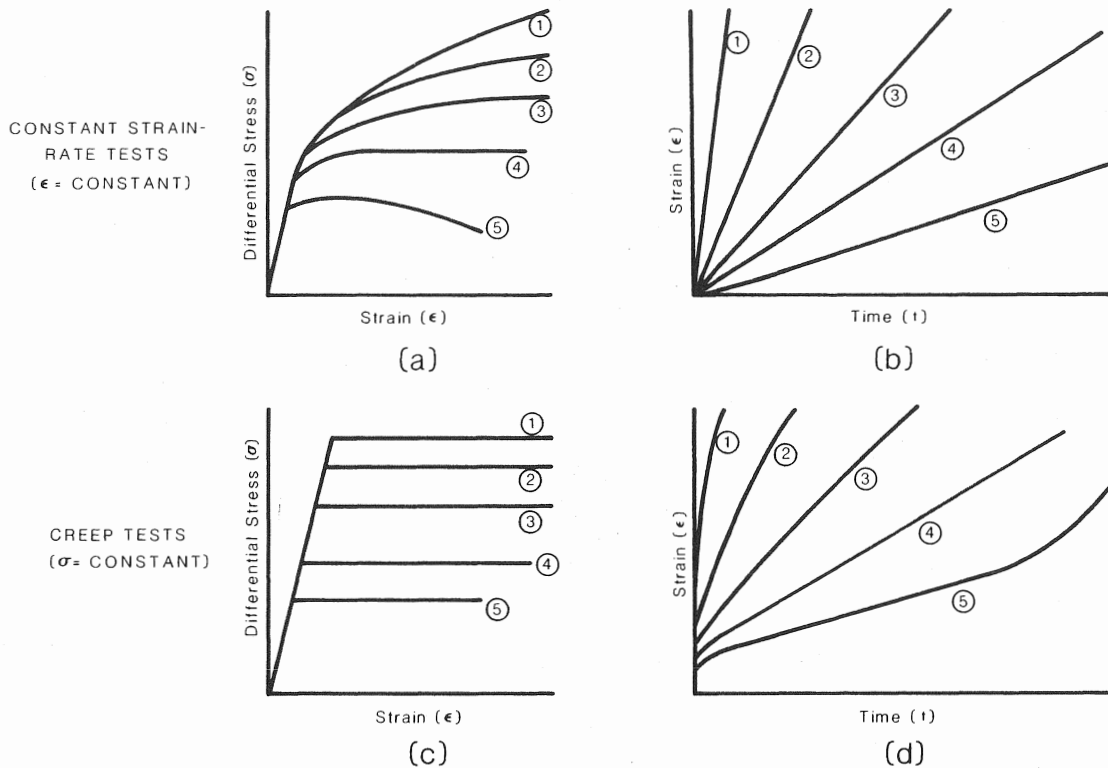 CONSTANT STRAIN-
RATE TESTS
(ϵ = CONSTANT)
Differential Stress (σ)
①
②
③
④
⑤
Strain (ϵ)
(a)
Strain (ϵ)
①
②
③
④
⑤
Time (t)
(b)
CREEP TESTS
(σ = CONSTANT)
Differential Stress (σ)
①
②
③
④
⑤
Strain (ϵ)
(c)
Strain (ϵ)
①
②
③
④
⑤
Time (t)
(d)